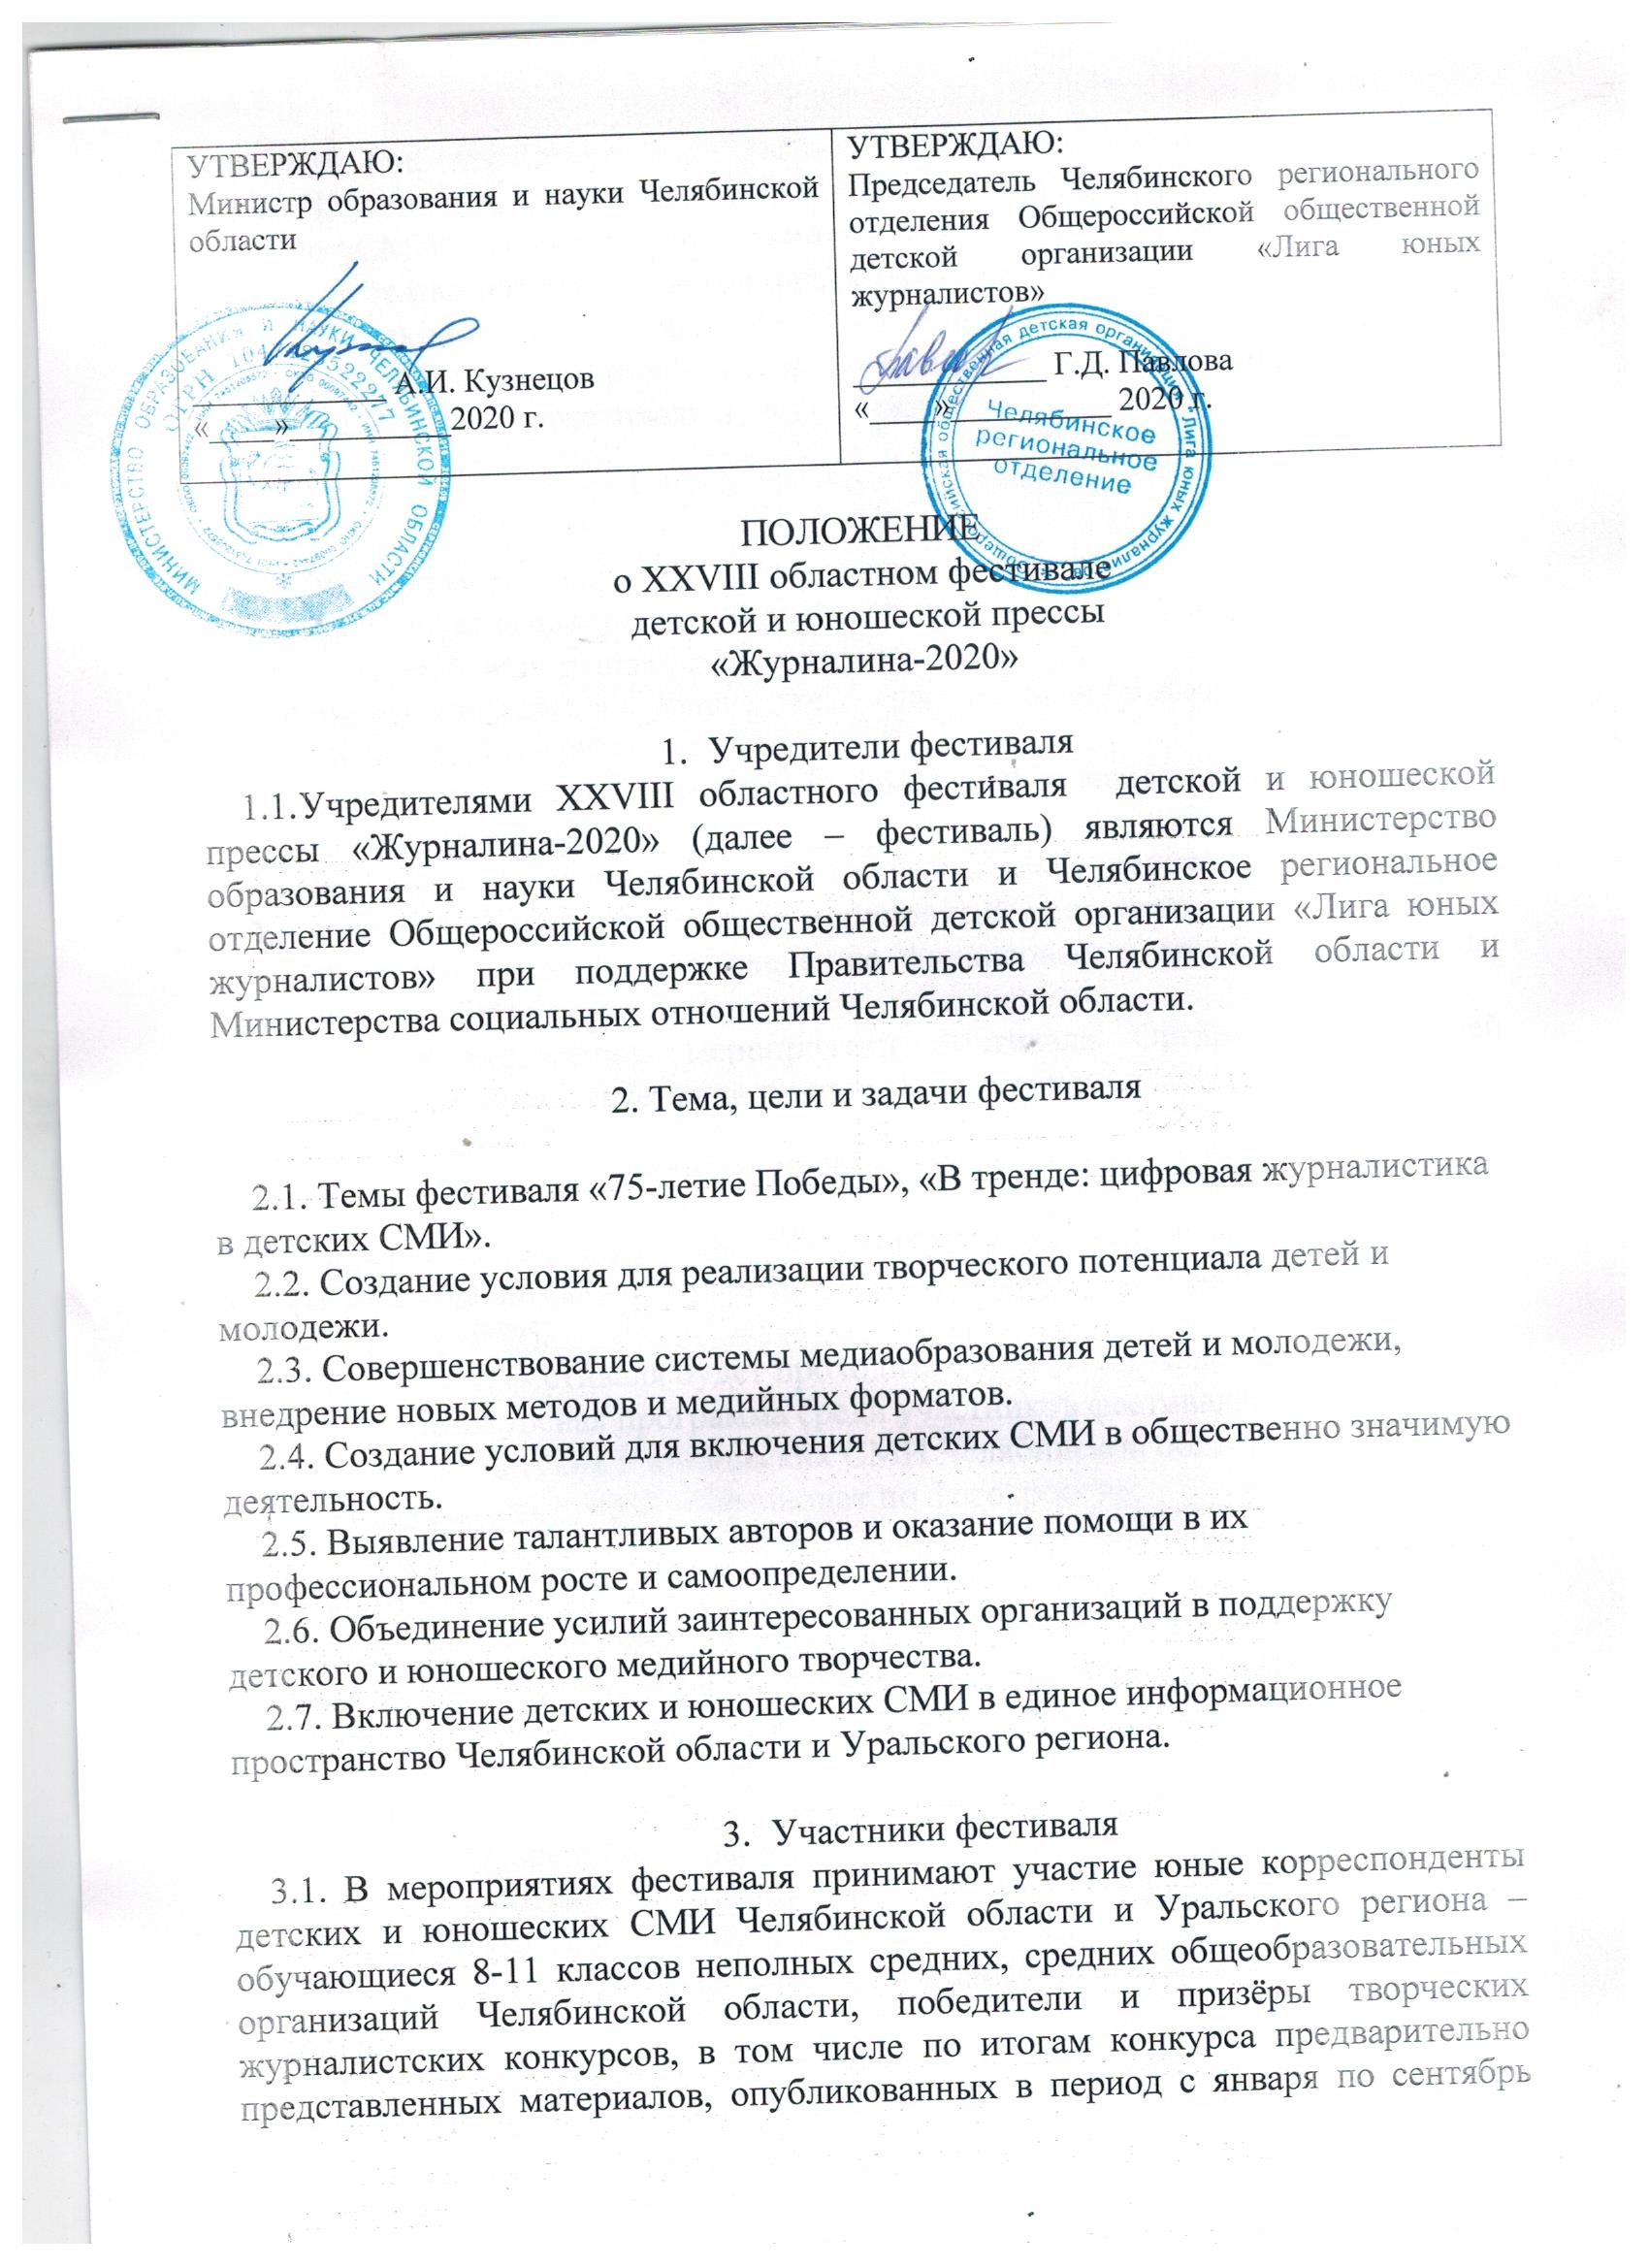 УТВЕРЖДАЮ:
Министр образования и науки Челябинской
области
А.И. Кузнецов
«____»__________2020 г.
УТВЕРЖДАЮ:
Председатель Челябинского регионального
отделения Общероссийской общественной
детской организации «Лига юных
журналистов»
Г.Д. Павлова
«____»__________ 2020 г.
МИНИСТЕРСТВО ОБРАЗОВАНИЯ И НАУКИ ЧЕЛЯБИНСКОЙ ОБЛАСТИ
Челябинское
региональное
отделение
ПОЛОЖЕНИЕ
о XXVIII областном фестивале
детской и юношеской прессы
«Журналина-2020»
1. Учредители фестиваля
1.1.Учредителями XXVIII областного фестиваля детской и юношеской
прессы «Журналина-2020» (далее – фестиваль) являются Министерство
образования и науки Челябинской области и Челябинское региональное
отделение Общероссийской общественной детской организации «Лига юных
журналистов» при поддержке Правительства Челябинской области и
Министерства социальных отношений Челябинской области.
2. Тема, цели и задачи фестиваля
2.1. Темы фестиваля «75-летие Победы», «В тренде: цифровая журналистика
в детских СМИ».
2.2. Создание условия для реализации творческого потенциала детей и
молодежи.
2.3. Совершенствование системы медиаобразования детей и молодежи,
внедрение новых методов и медийных форматов.
2.4. Создание условий для включения детских СМИ в общественно значимую
деятельность.
2.5. Выявление талантливых авторов и оказание помощи в их
профессиональном росте и самоопределении.
2.6. Объединение усилий заинтересованных организаций в поддержку
детского и юношеского медийного творчества.
2.7. Включение детских и юношеских СМИ в единое информационное
пространство Челябинской области и Уральского региона.
3. Участники фестиваля
3.1. В мероприятиях фестиваля принимают участие юные корреспонденты
детских и юношеских СМИ Челябинской области и Уральского региона –
обучающиеся 8-11 классов неполных средних, средних общеобразовательных
организаций Челябинской области, победители и призёры творческих
журналистских конкурсов, в том числе по итогам конкурса предварительно
представленных материалов, опубликованных в период с января по сентябрь